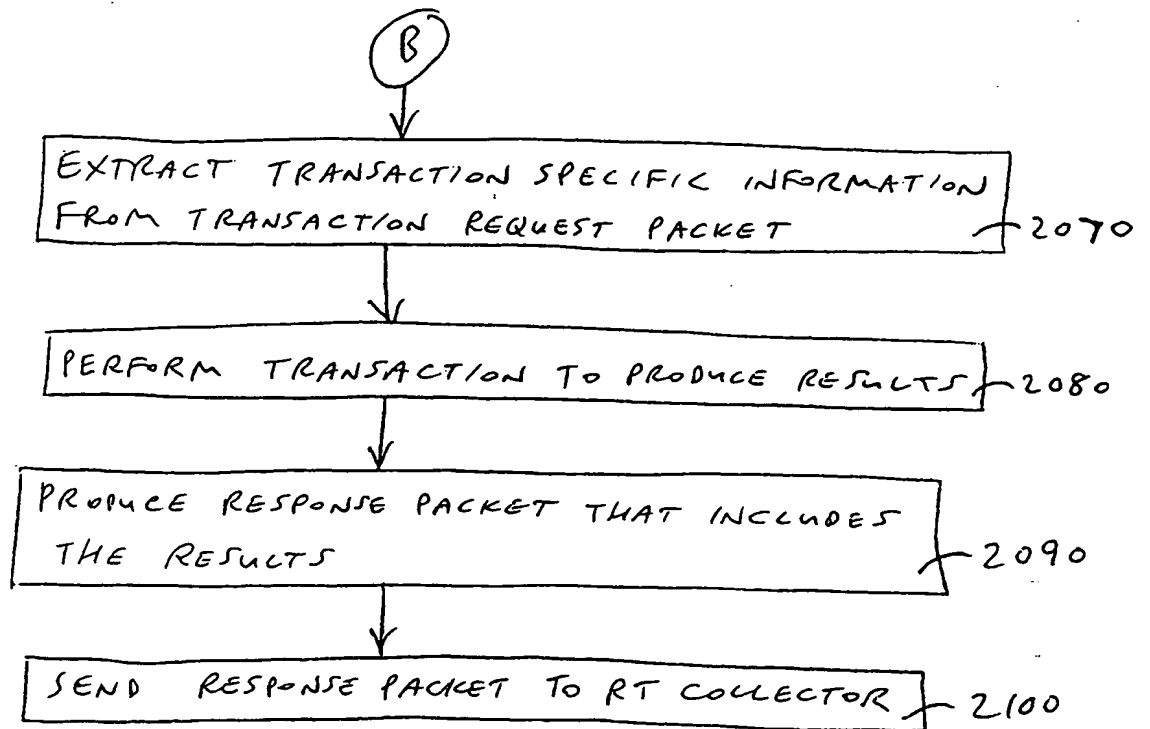 B
EXTRACT TRANSACTION SPECIFIC INFORMATION
FROM TRANSACTION REQUEST PACKET
2070
PERFORM TRANSACTION TO PRODUCE RESULTS
2080
PRODUCE RESPONSE PACKET THAT INCLUDES
THE RESULTS
2090
SEND RESPONSE PACKET TO RT COLLECTOR
2100